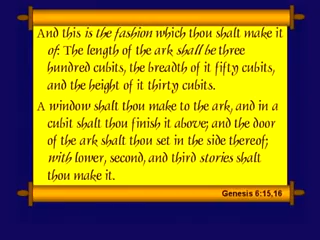 And this is the fashion which thou shalt make it
of: The length of the ark shall be three
hundred cubits, the breadth of it fifty cubits,
and the height of it thirty cubits.
A window shalt thou make to the ark, and in a
cubit shalt thou finish it above; and the door
of the ark shalt thou set in the side thereof;
with lower, second, and third stories shalt
thou make it.
Genesis 6:15,16